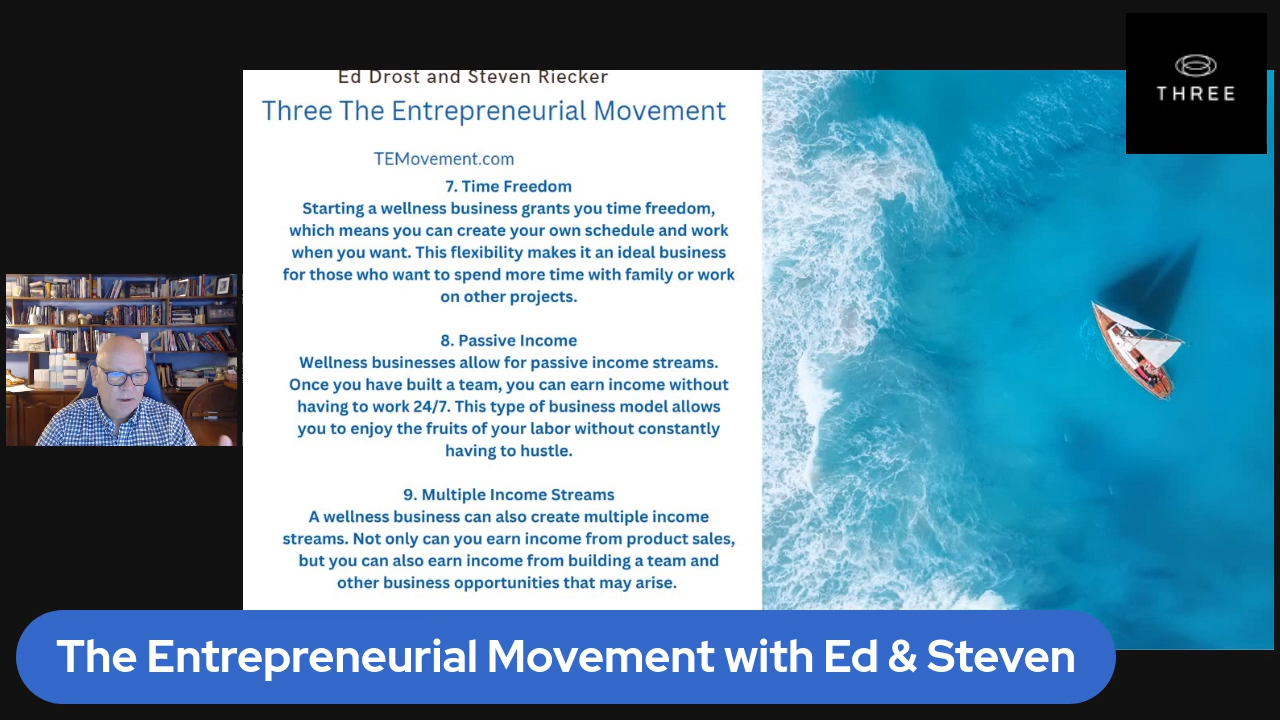 Ed Drost and Steven Riecker
Three The Entrepreneurial Movement
TEMovement.com
7. Time Freedom
Starting a wellness business grants you time freedom,
which means you can create your own schedule and work
when you want. This flexibility makes it an ideal business
for those who want to spend more time with family or work
on other projects.
8. Passive Income
Wellness businesses allow for passive income streams.
Once you have built a team, you can earn income without
having to work 24/7. This type of business model allows
you to enjoy the fruits of your labor without constantly
having to hustle.
9. Multiple Income Streams
A wellness business can also create multiple income
streams. Not only can you earn income from product sales,
but you can also earn income from building a team and
other business opportunities that may arise.
THREE
The Entrepreneurial Movement with Ed & Steven